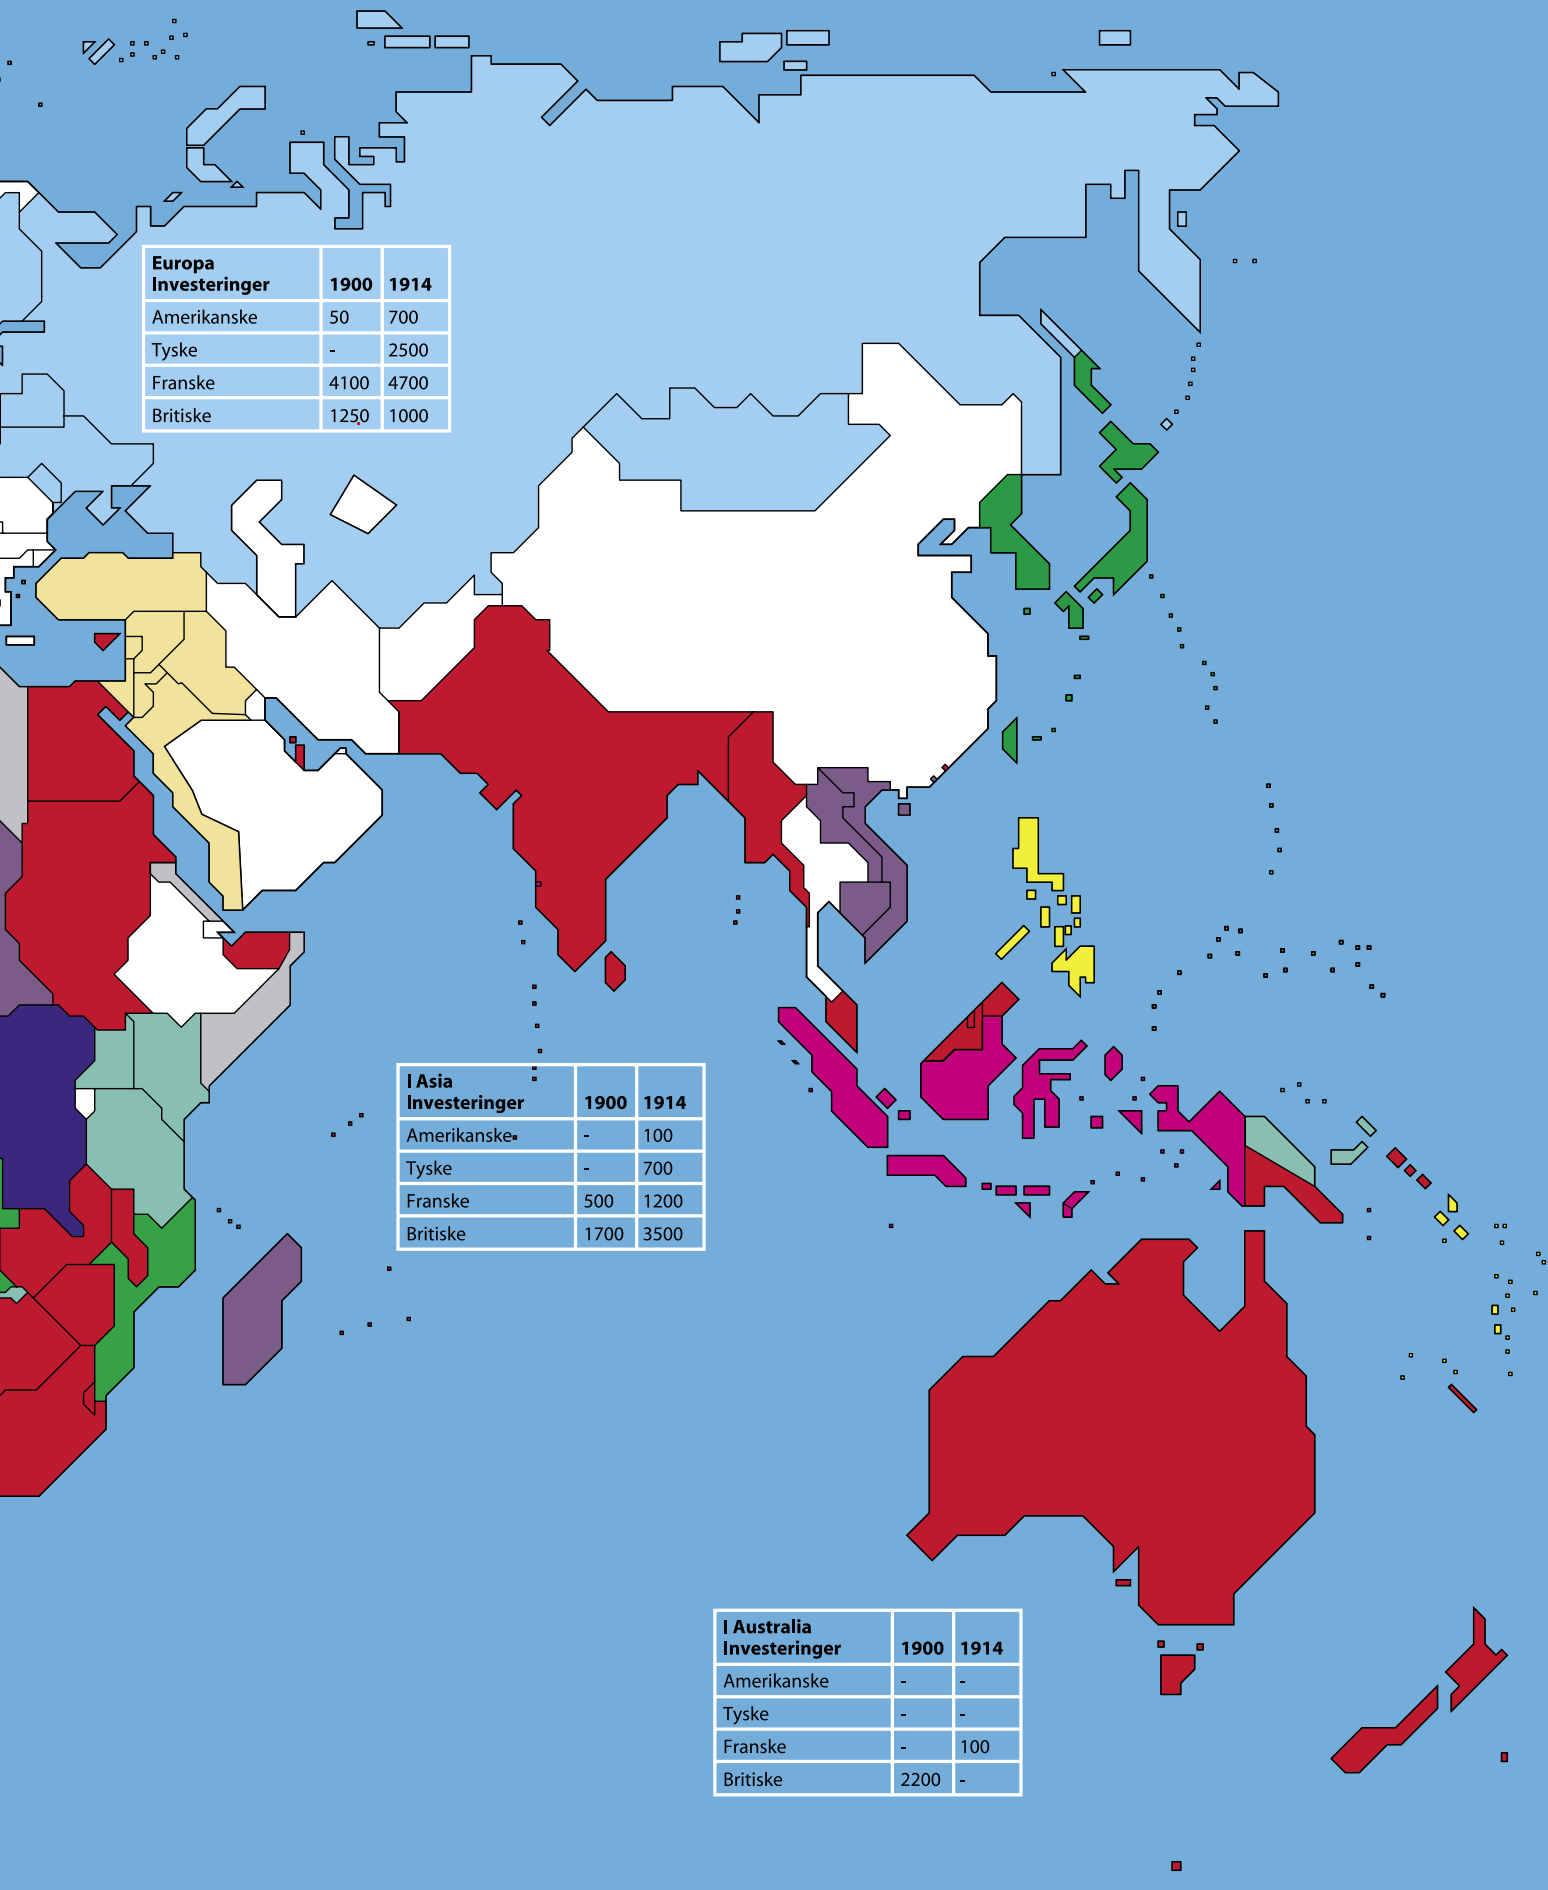 Europa
Investeringer 1900 1914
Amerikanske 50 700
Tyske - 2500
Franske 4100 4700
Britiske 1250 1000
I Asia
Investeringer 1900 1914
Amerikanske - 100
Tyske - 700
Franske 500 1200
Britiske 1700 3500
I Australia
Investeringer 1900 1914
Amerikanske - -
Tyske - -
Franske - 100
Britiske 2200 -